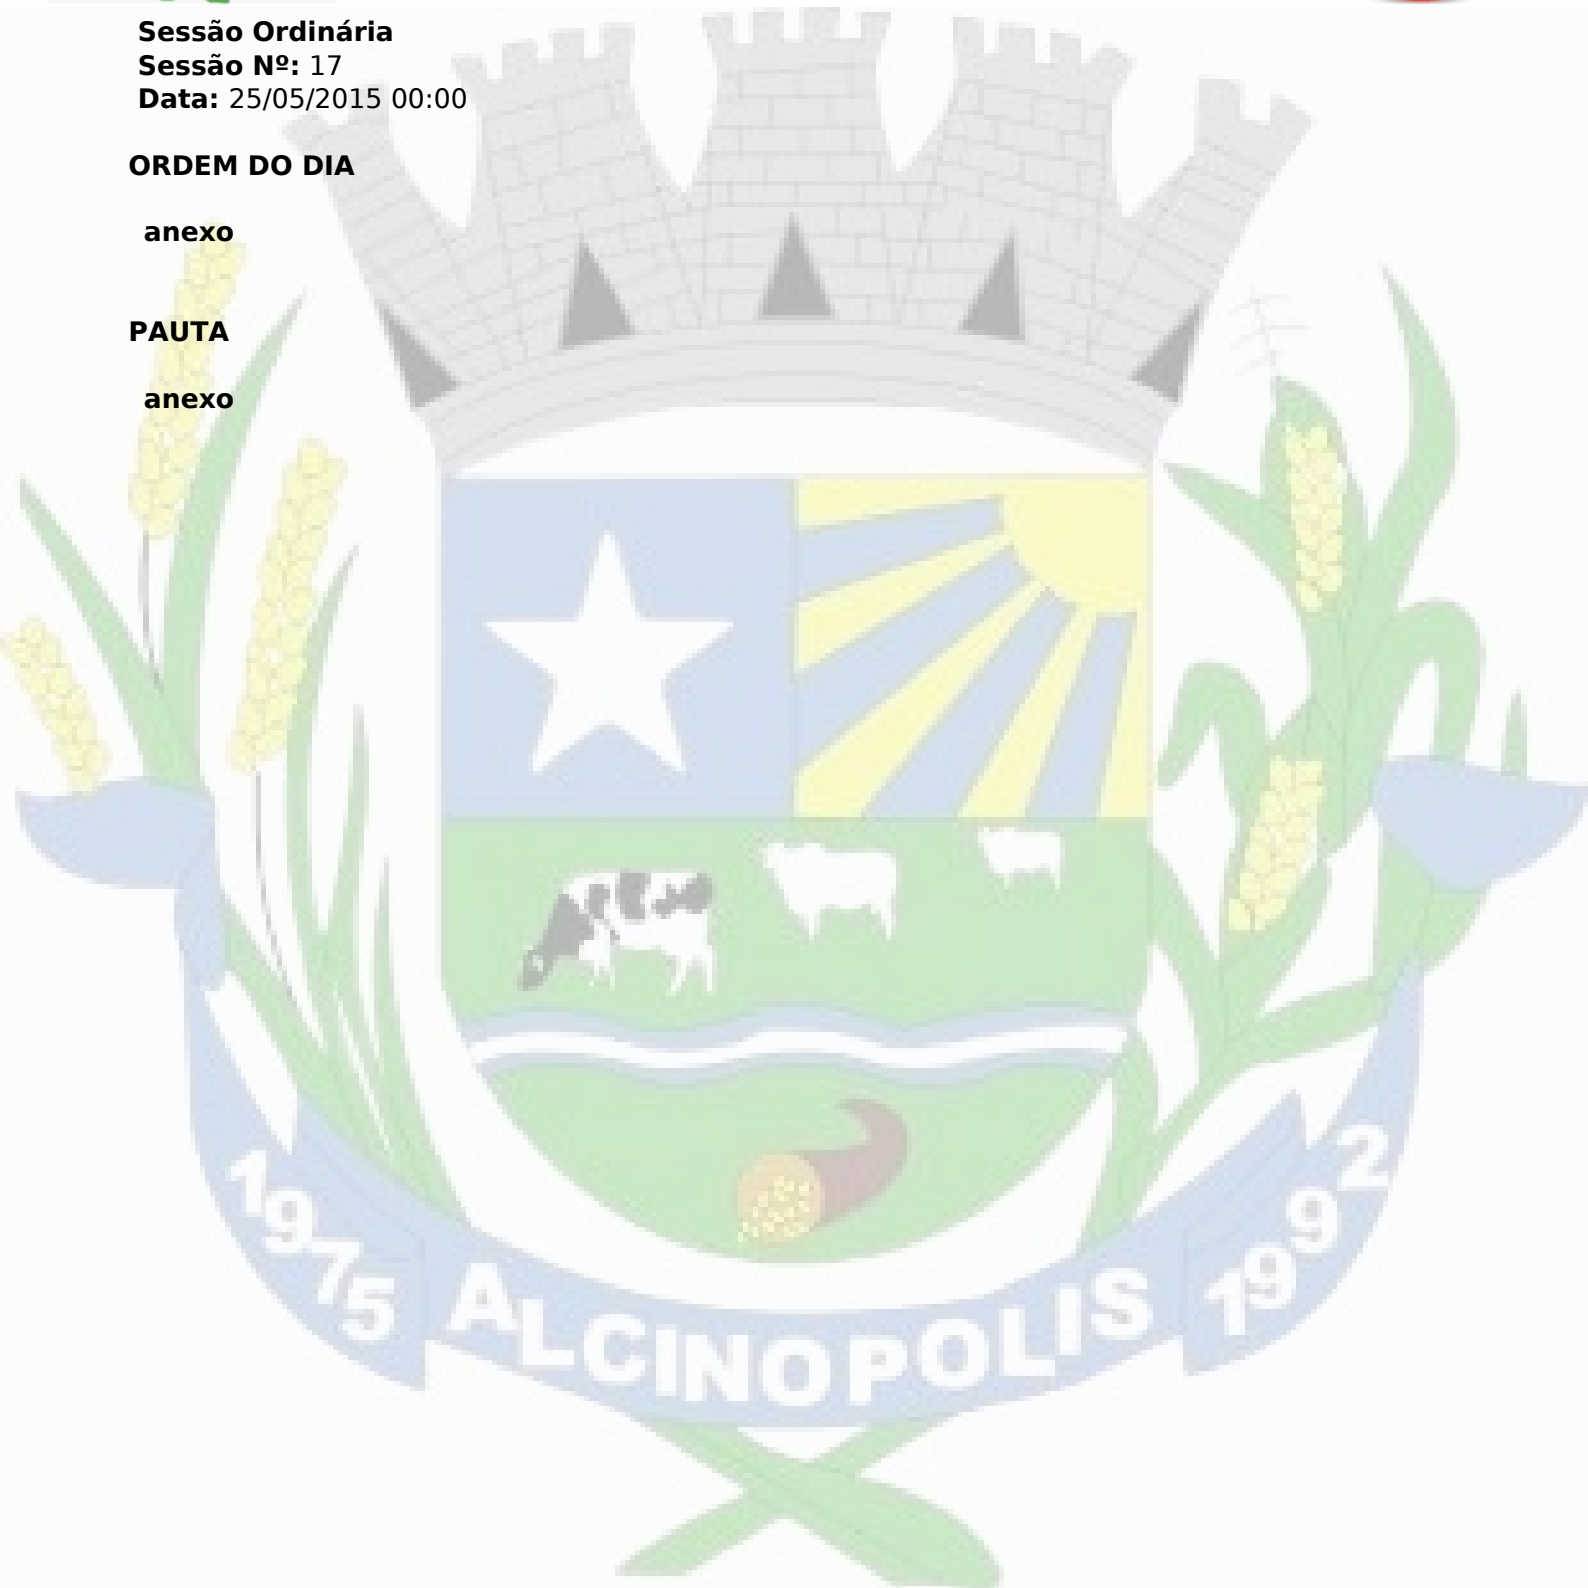 Sessão Ordinária
Sessão Nº: 17
Data: 25/05/2015 00:00
ORDEM DO DIA
anexo
PAUTA
anexo
1975 ALCINOPOLIS 1992